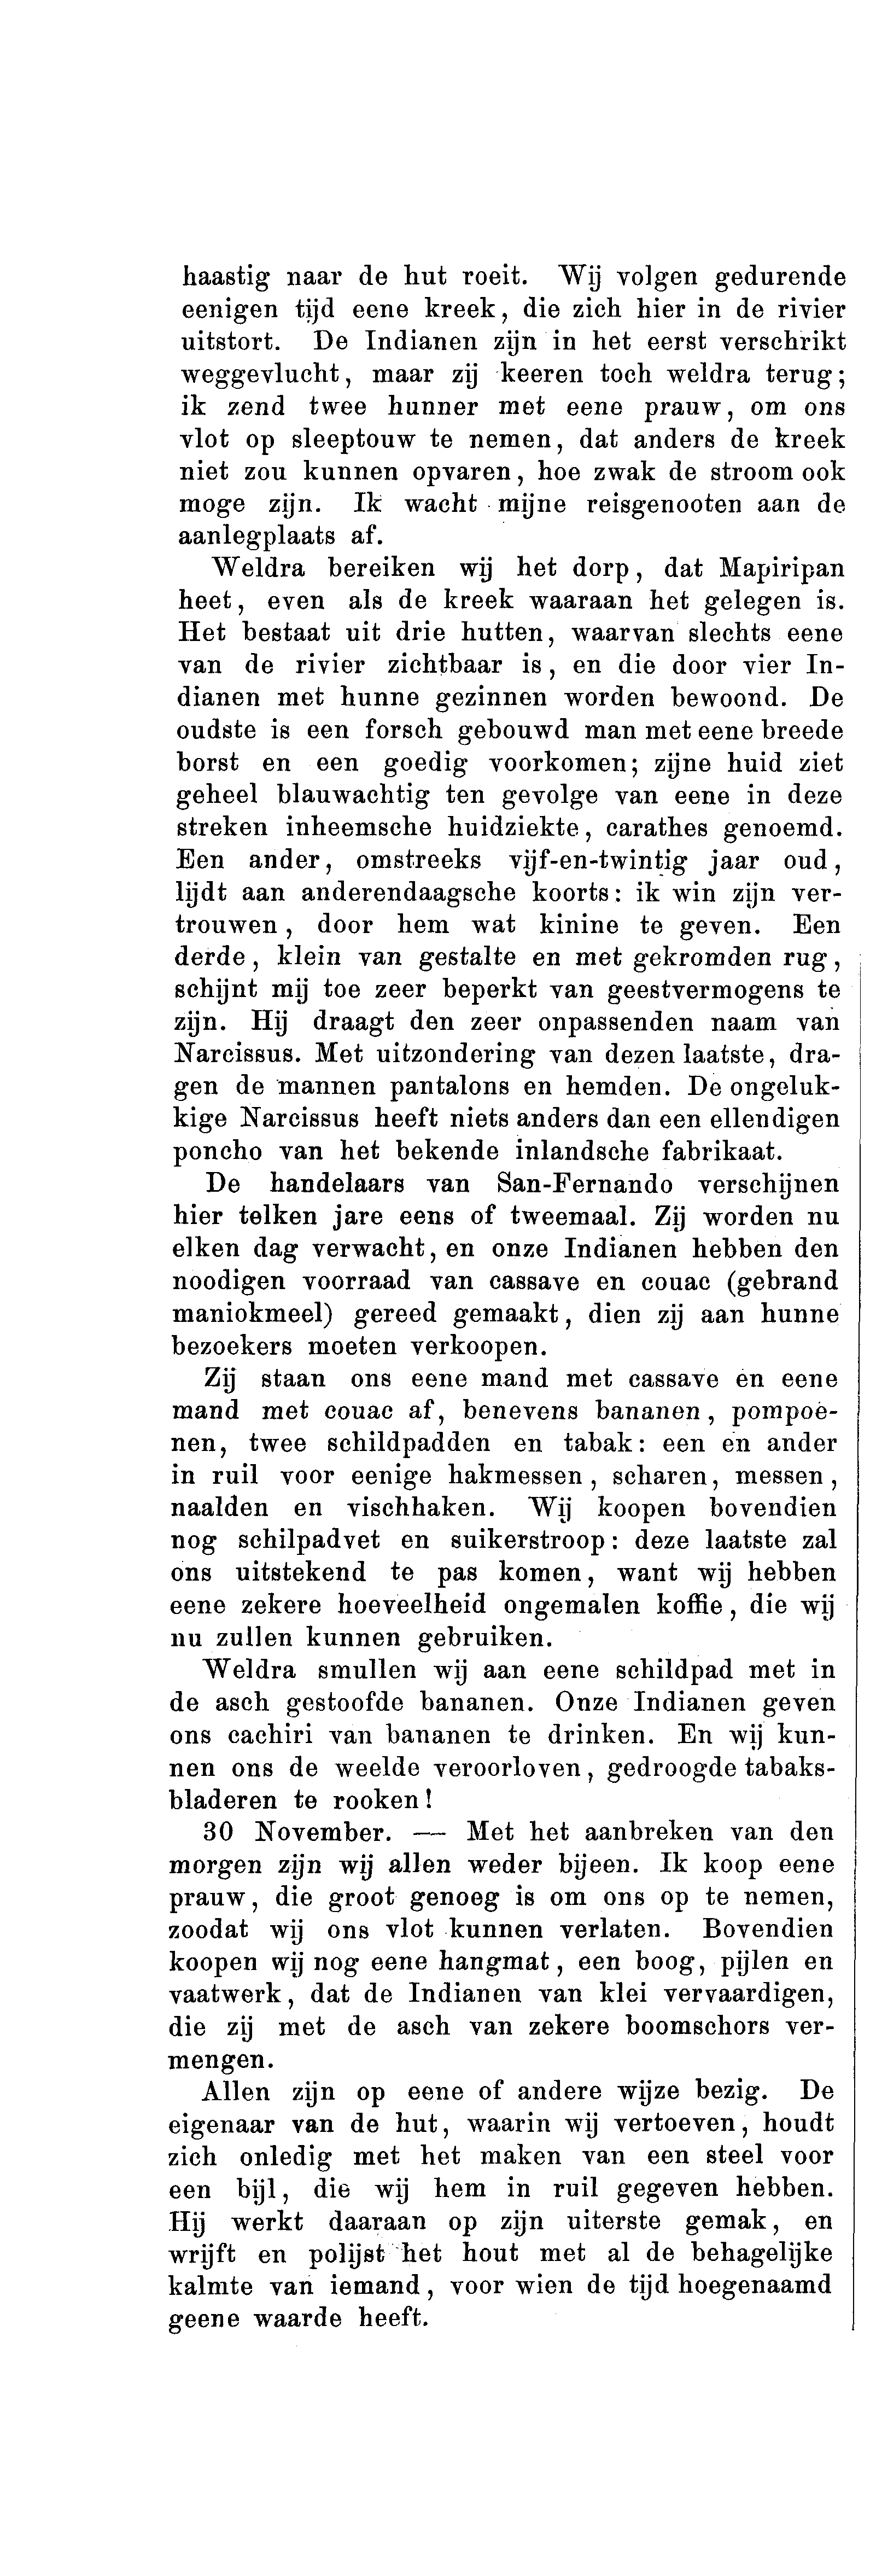 haastig naar de hut roeit. Wij volgen gedurende
eenigen tijd eene kreek, die zich hier in de rivier
uitstort. De Indianen zijn in het eerst verschrikt
weggevlucht, maar zij keeren toch weldra terug;
ik zend twee hunner met eene prauw, om ons
vlot op sleeptouw te nemen, dat anders de kreek
niet zou kunnen opvaren, hoe zwak de stroom ook
moge zijn. Ik wacht mijne reisgenooten aan de
aanlegplaats af.
Weldra bereiken wij het dorp, dat Mapiripan
heet, even als de kreek waaraan het gelegen is.
Het bestaat uit drie hutten, waarvan slechts eene
van de rivier zichtbaar is, en die door vier In-
dianen met hunne gezinnen worden bewoond. De
oudste is een forsch gebouwd man met eene breede
borst en een goedig voorkomen; zijne huid ziet
geheel blauwachtig ten gevolge van eene in deze
streken inheemsche huidziekte, carathes genoemd.
Een ander, omstreeks vijf-en-twintig jaar oud,
lijdt aan anderendaagsche koorts: ik win zijn ver-
trouwen, door hem wat kinine te geven. Een
derde, klein van gestalte en met gekromden rug,
schijnt mij toe zeer beperkt van geestvermogens te
zijn. Hij draagt den zeer onpassenden naam van
Narcissus. Met uitzondering van dezen laatste, dra-
gen de mannen pantalons en hemden. De ongeluk-
kige Narcissus heeft niets anders dan een ellendigen
poncho van het bekende inlandsche fabrikaat.
De handelaars van San-Fernando verschijnen
hier telken jare eens of tweemaal. Zij worden nu
elken dag verwacht, en onze Indianen hebben den
noodigen voorraad van cassave en couac (gebrand
maniokmeel) gereed gemaakt, dien zij aan hunne
bezoekers moeten verkoopen.
Zij staan ons eene mand met cassave en eene
mand met couac af, benevens bananen, pompoe-
nen, twee schildpadden en tabak: een en ander
in ruil voor eenige hakmessen, scharen, messen,
naalden en vischhaken. Wij koopen bovendien
nog schilpadvet en suikerstroop: deze laatste zal
ons uitstekend te pas komen, want wij hebben
eene zekere hoeveelheid ongemalen koffie, die wij
nu zullen kunnen gebruiken.
Weldra smullen wij aan eene schildpad met in
de asch gestoofde bananen. Onze Indianen geven
ons cachiri van bananen te drinken. En wij kun-
nen ons de weelde veroorloven, gedroogde tabaks-
bladeren te rooken!
30 November. — Met het aanbreken van den
morgen zijn wij allen weder bijeen. Ik koop eene
prauw, die groot genoeg is om ons op te nemen,
zoodat wij ons vlot kunnen verlaten. Bovendien
koopen wij nog eene hangmat, een boog, pijlen en
vaatwerk, dat de Indianen van klei vervaardigen,
die zij met de asch van zekere boomschors ver-
mengen.
Allen zijn op eene of andere wijze bezig. De
eigenaar van de hut, waarin wij vertoeven, houdt
zich onledig met het maken van een steel voor
een bijl, die wij hem in ruil gegeven hebben.
Hij werkt daaraan op zijn uiterste gemak, en
wrijft en polijst het hout met al de behagelijke
kalmte van iemand, voor wien de tijd hoegenaamd
geene waarde heeft.